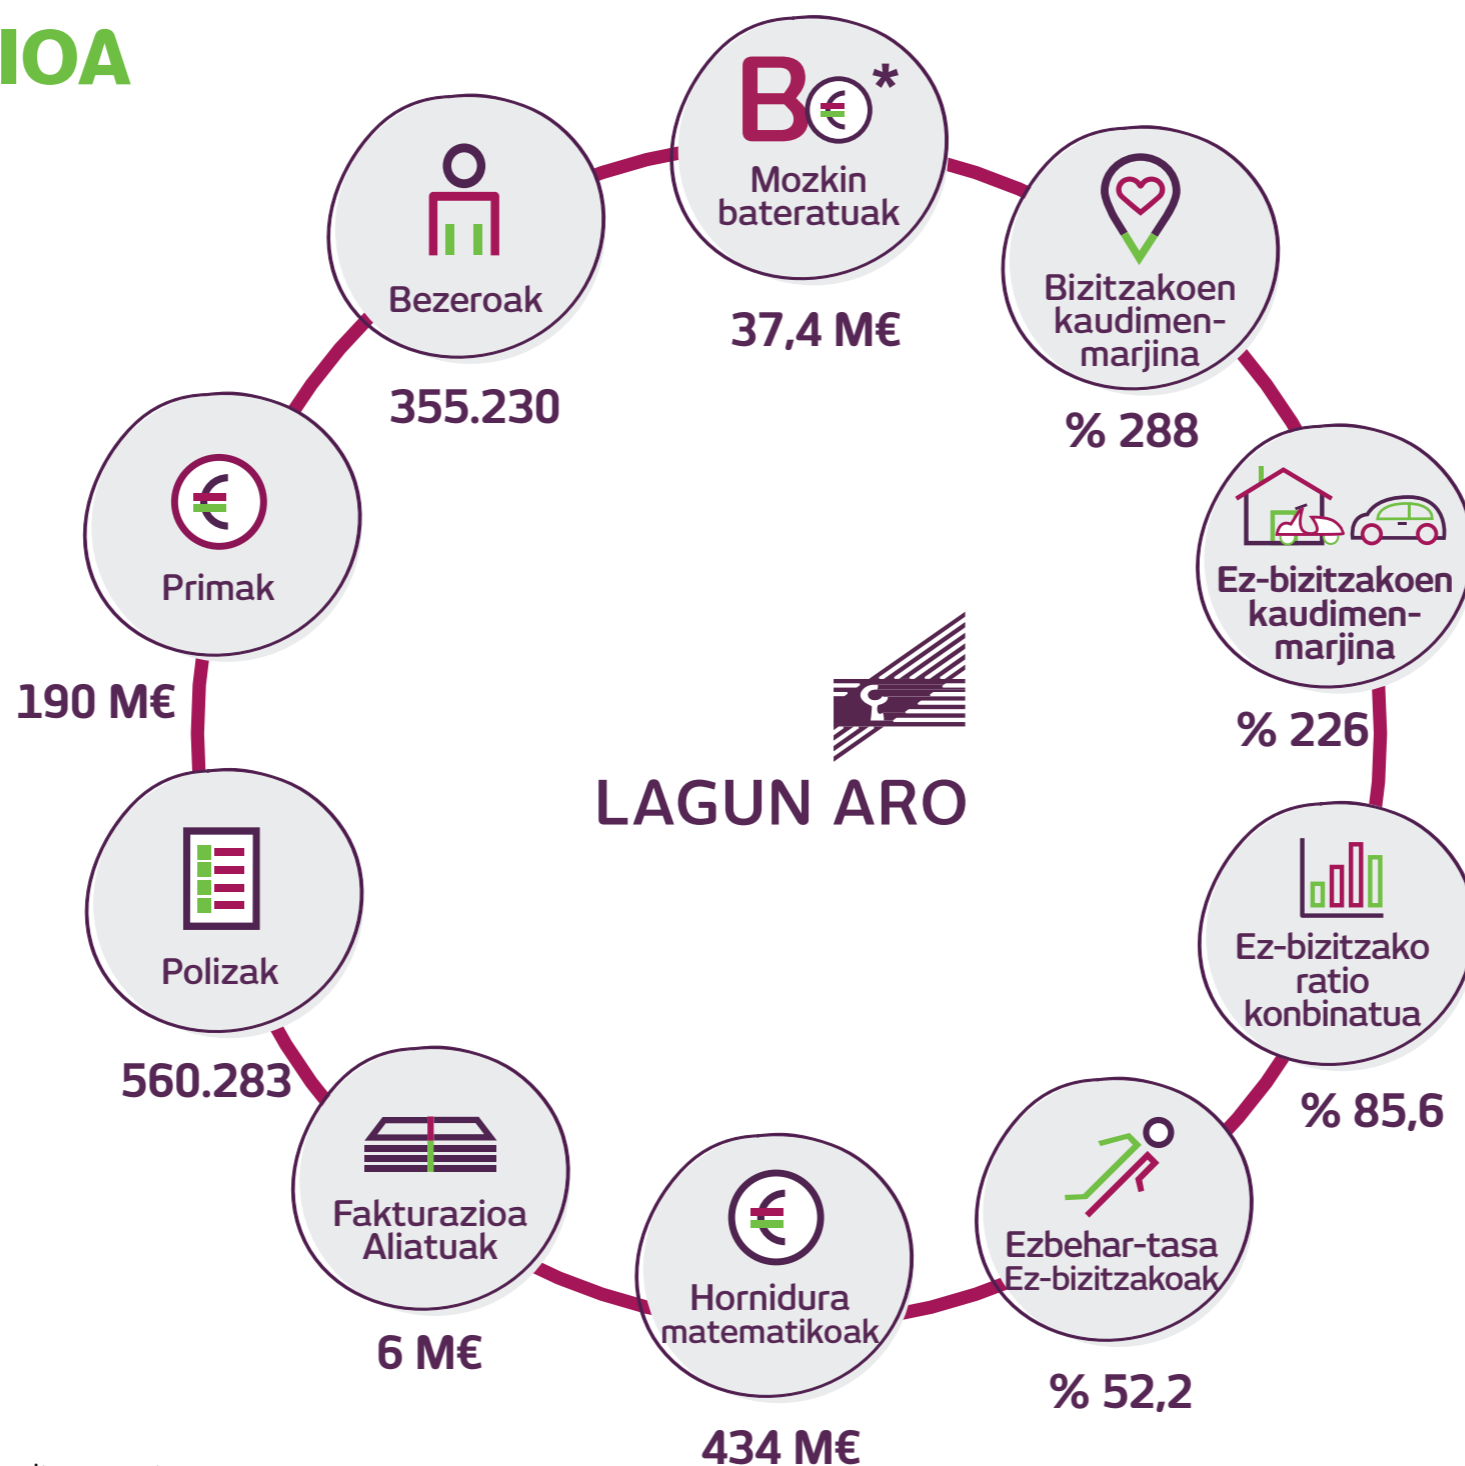 IOA
B€*
Mozkin
bateratuak
37,4 M€
Bizitzakoen
kaudimen-
marjina
% 288
Ez-bizitzakoen
kaudimen-
marjina
% 226
Ez-bizitzako
ratio
konbinatua
% 85,6
Ezbehar-tasa
Ez-bizitzakoak
% 52,2
Hornidura
matematikoak
434 M€
Fakturazioa
Aliatuak
6 M€
Polizak
560.283
€
Primak
190 M€
Bezeroak
355.230
LAGUN ARO